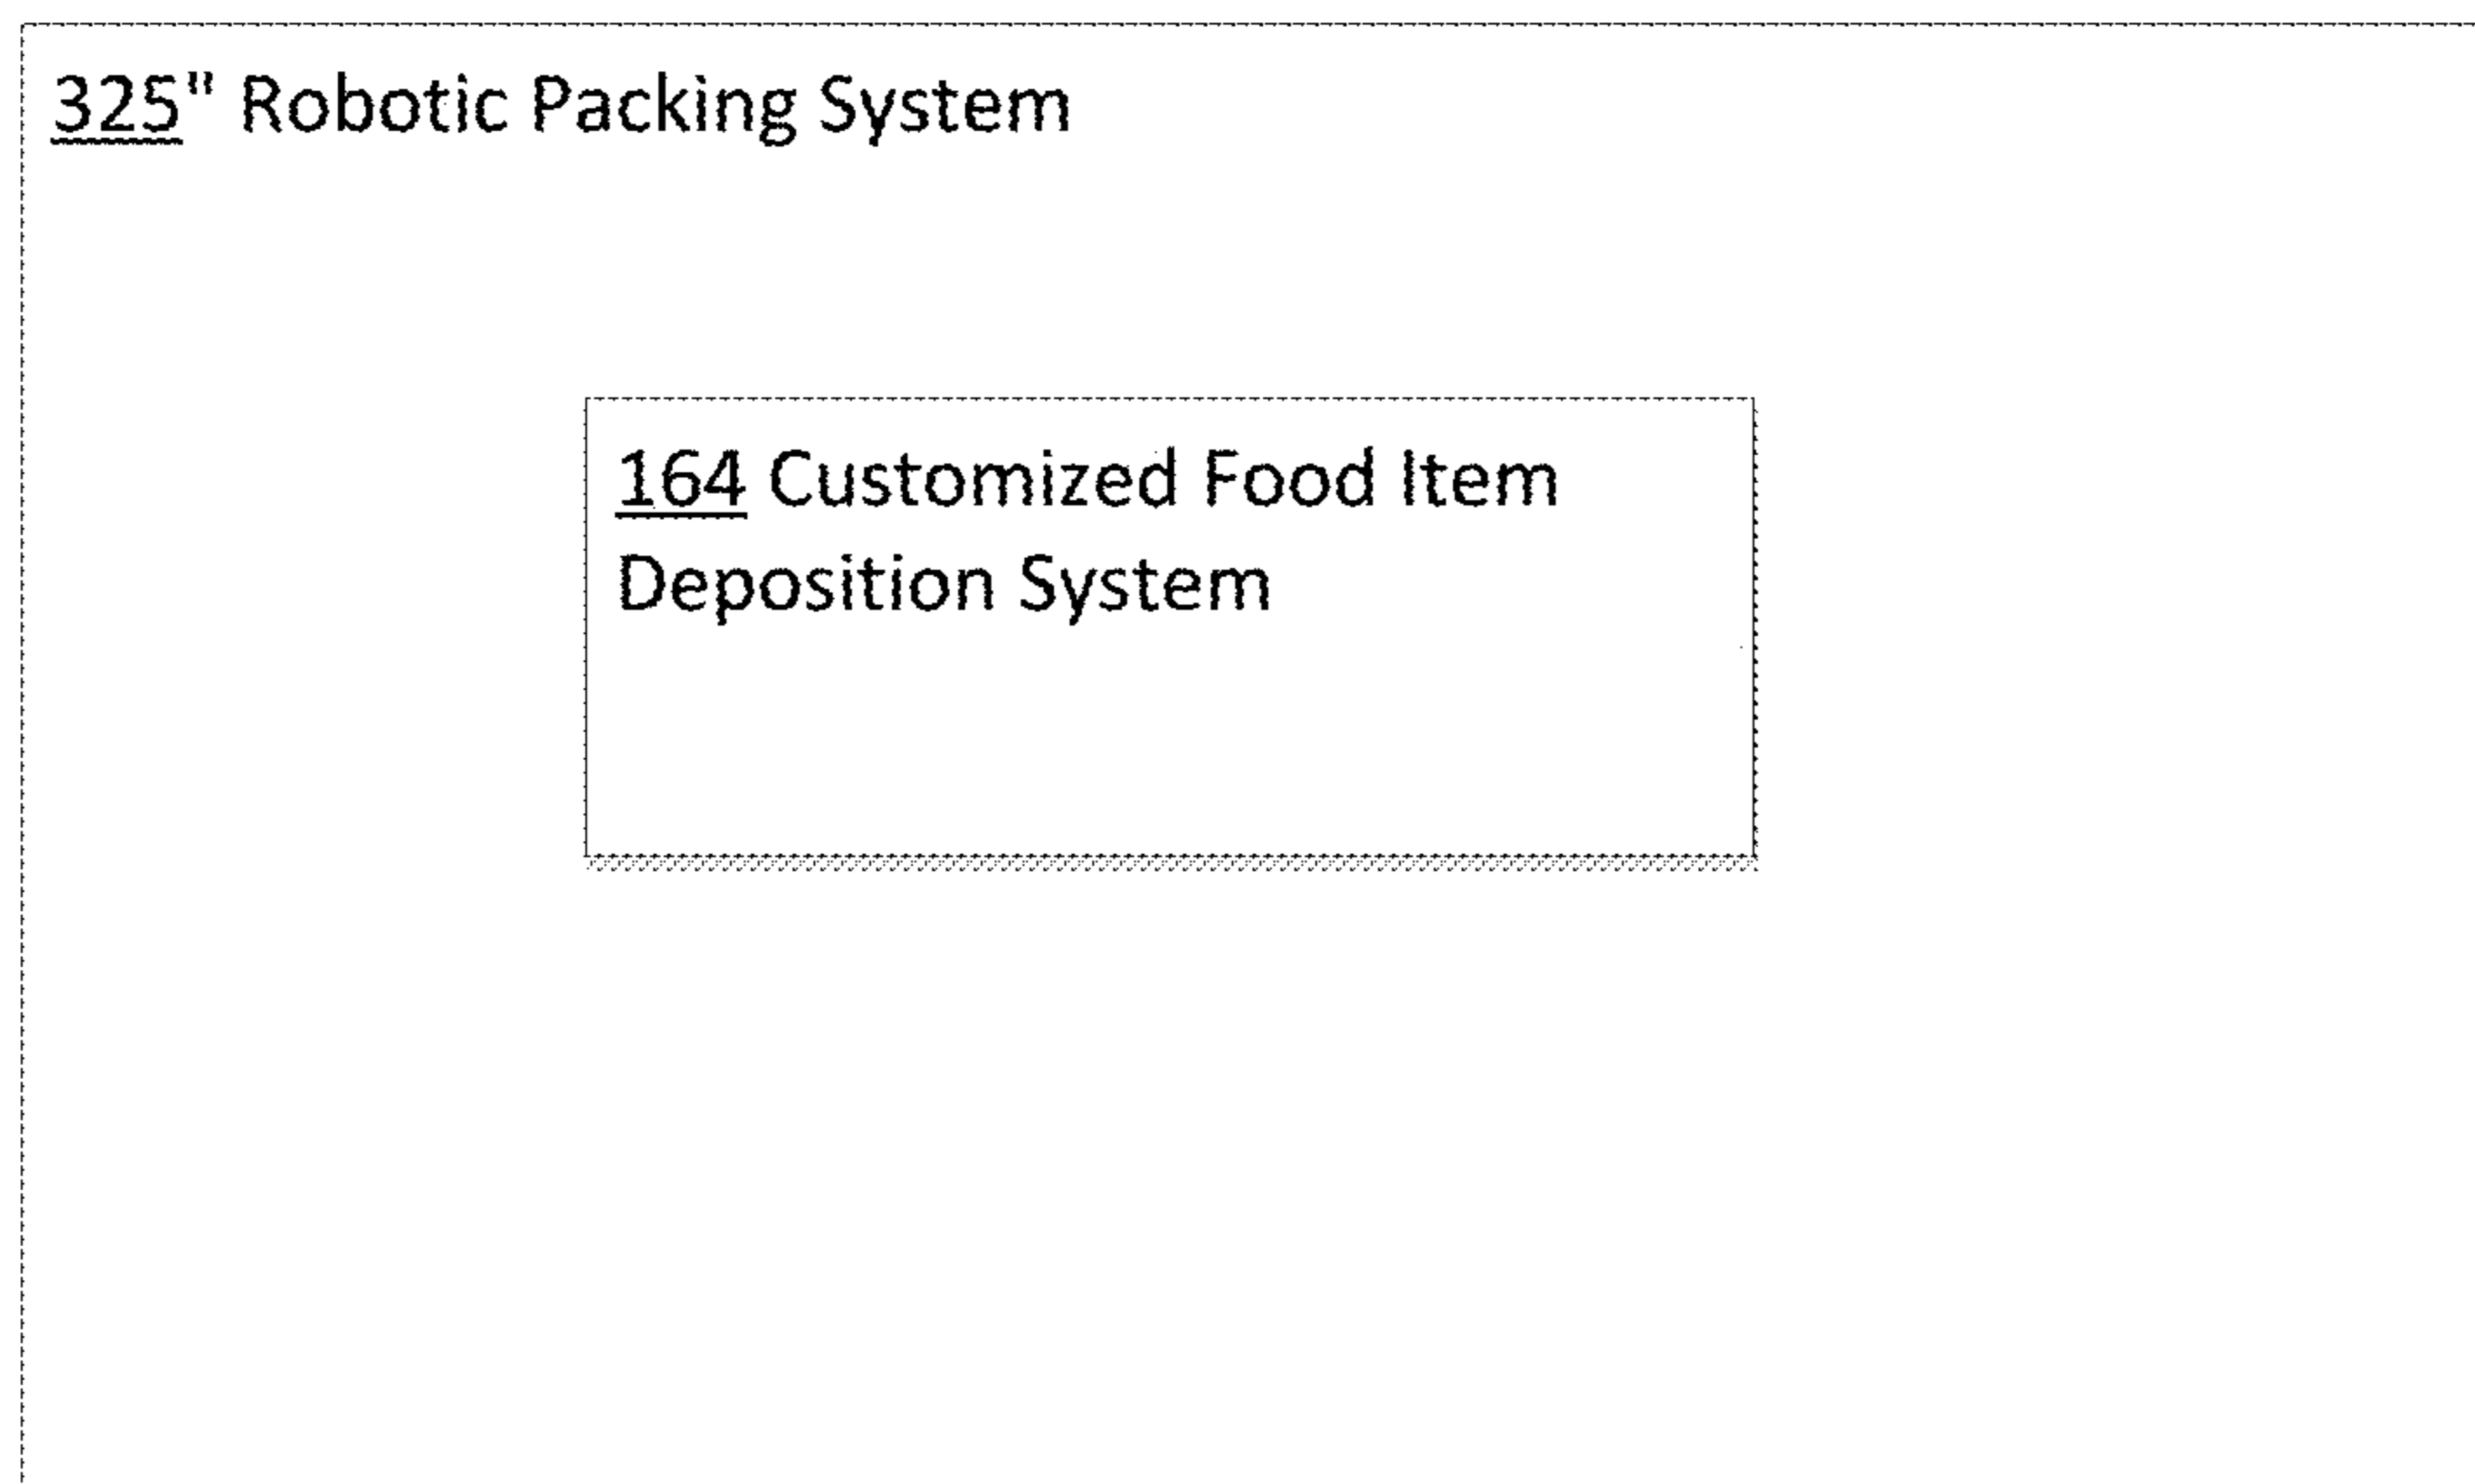 325" Robotic Packing System
164 Customized Food Item
Deposition System